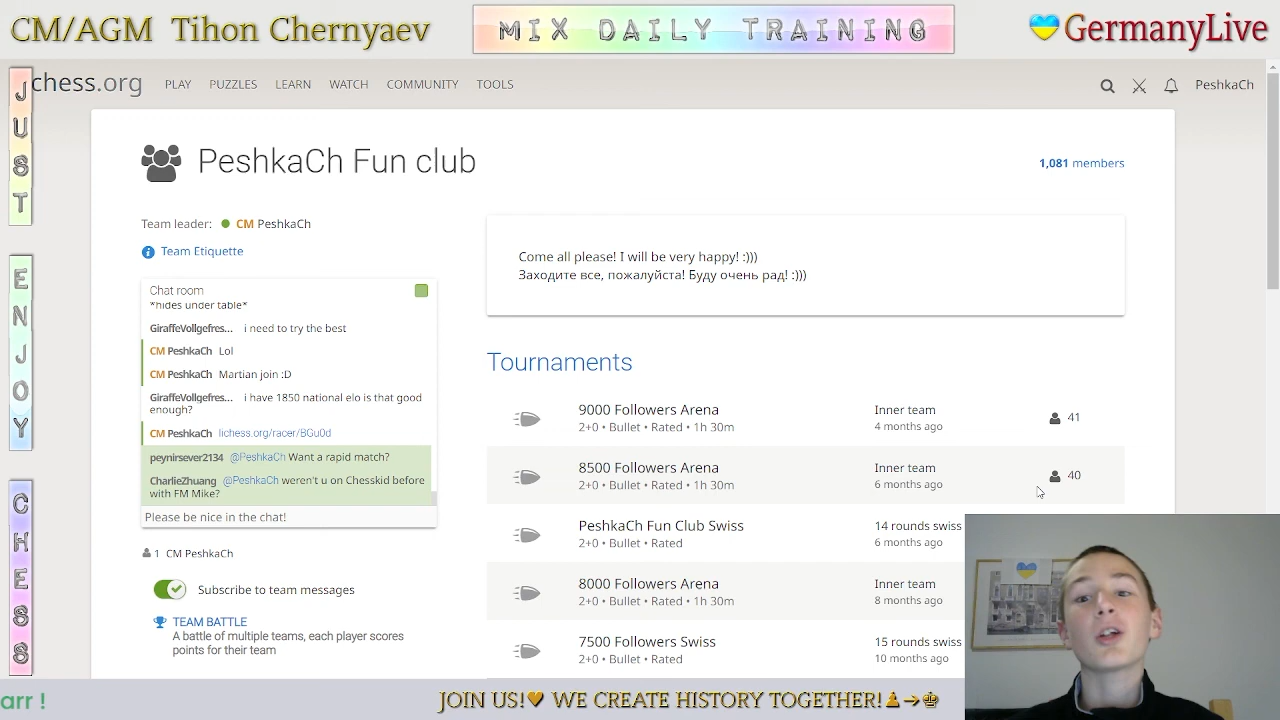 CM/AGM Tihon Chernyaev
MIX DAILY TRAINING
GermanyLive
JUST
ENJOY
CHESS
chess.org
PLAY PUZZLES LEARN WATCH COMMUNITY TOOLS
PeshkaCh
PeshkaCh Fun club
1,081 members
Team leader: CM PeshkaCh
Team Etiquette
Come all please! I will be very happy! :)))
Заходите все, пожалуйста! Буду очень рад! :)))
Chat room
*hides under table*
GiraffeVollgefres... i need to try the best
CM PeshkaCh Lol
CM PeshkaCh Martian join :D
GiraffeVollgefres... i have 1850 national elo is that good
enough?
CM PeshkaCh lichess.org/racer/BGu0d
peynirsever2134 @PeshkaCh Want a rapid match?
CharlieZhuang @PeshkaCh weren't u on Chesskid before
with FM Mike?
Please be nice in the chat!
1 CM PeshkaCh
Subscribe to team messages
TEAM BATTLE
A battle of multiple teams, each player scores
points for their team
Tournaments
9000 Followers Arena Inner team 41
2+0 • Bullet • Rated • 1h 30m 4 months ago
8500 Followers Arena Inner team 40
2+0 • Bullet • Rated • 1h 30m 6 months ago
PeshkaCh Fun Club Swiss 14 rounds swiss
2+0 • Bullet • Rated 6 months ago
8000 Followers Arena Inner team
2+0 • Bullet • Rated • 1h 30m 8 months ago
7500 Followers Swiss 15 rounds swiss
2+0 • Bullet • Rated 10 months ago
arr !
JOIN US! WE CREATE HISTORY TOGETHER!